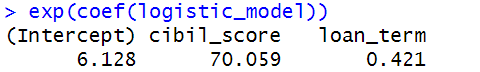 > exp(coef(logistic_model))
(Intercept) cibil_score   loan_term
      6.128      70.059       0.421